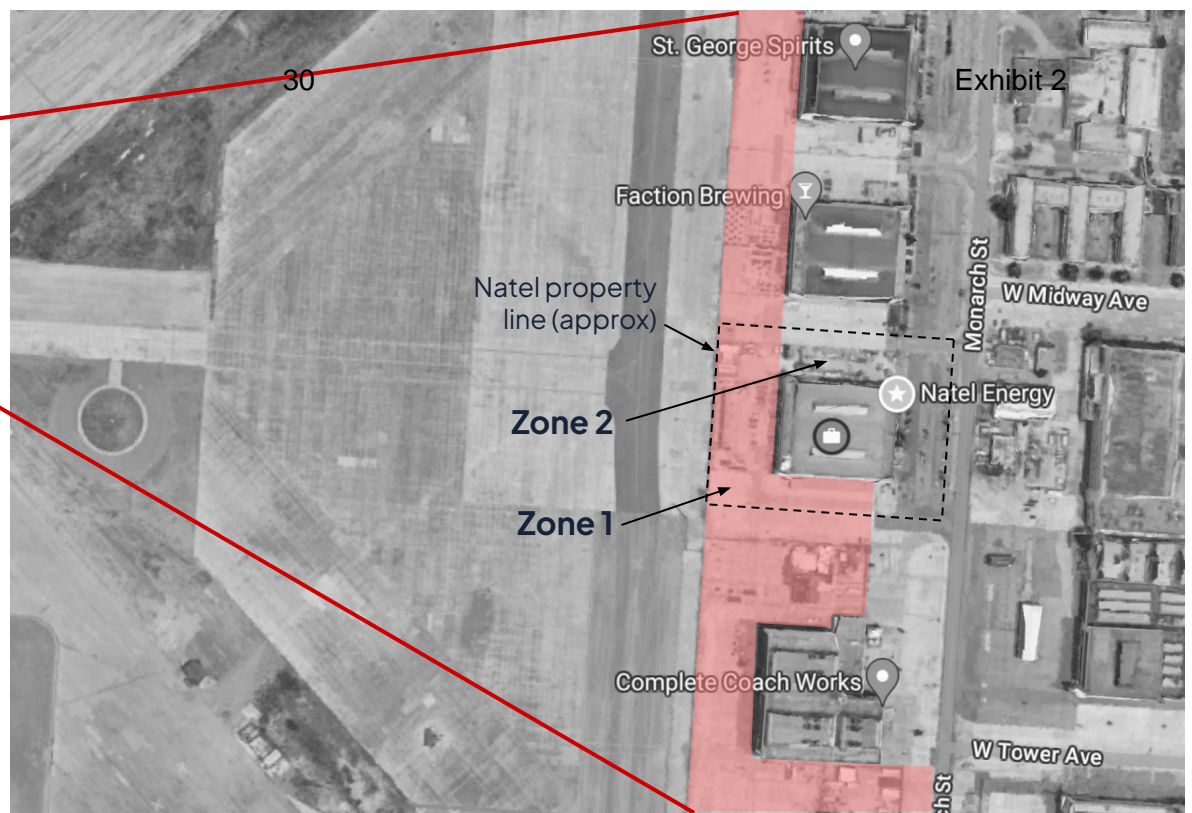 St. George Spirits
30
Exhibit 2
Faction Brewing
Monarch St
W Midway Ave
Natel property
line (approx)
Natel Energy
Zone 2
Zone 1
Complete Coach Works
W Tower Ave
ch St